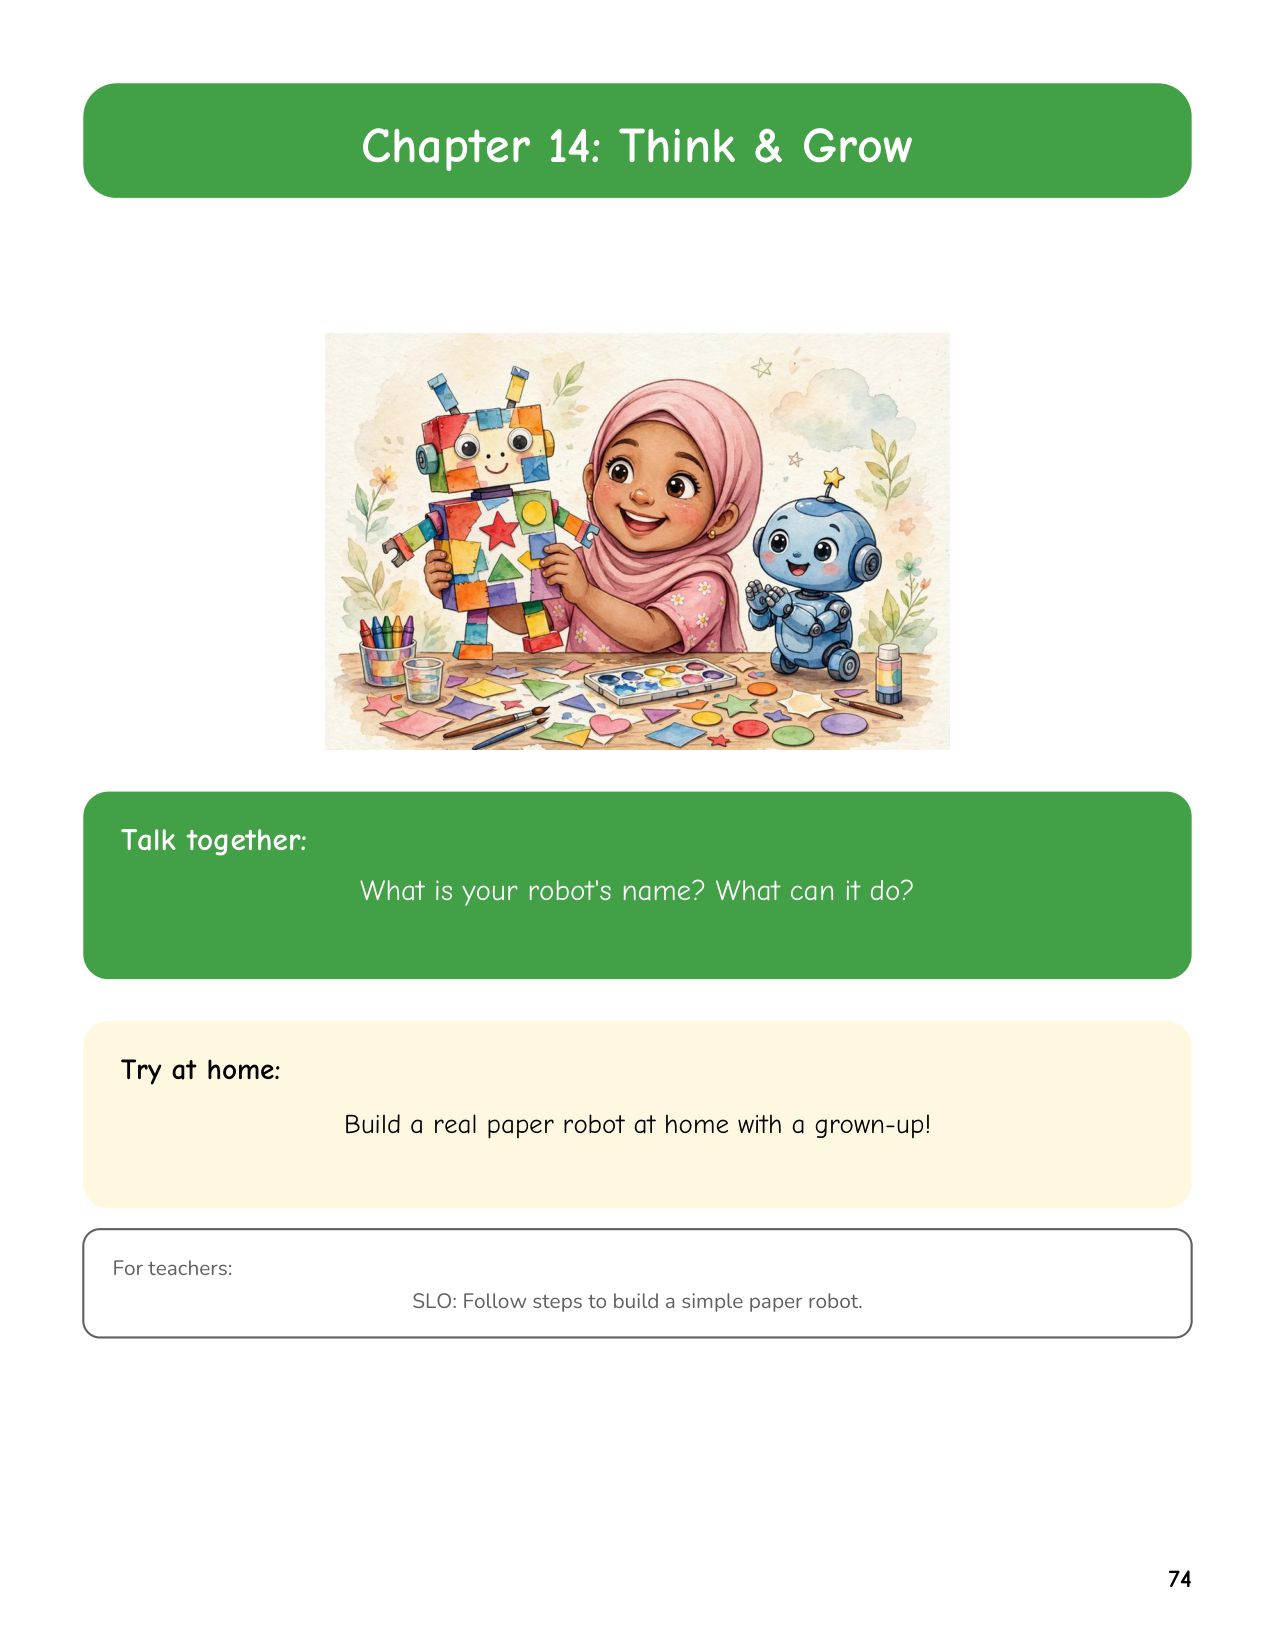 Chapter 14: Think & Grow
Talk together:
What is your robot's name? What can it do?
Try at home:
Build a real paper robot at home with a grown-up!
For teachers:
SLO: Follow steps to build a simple paper robot.
74